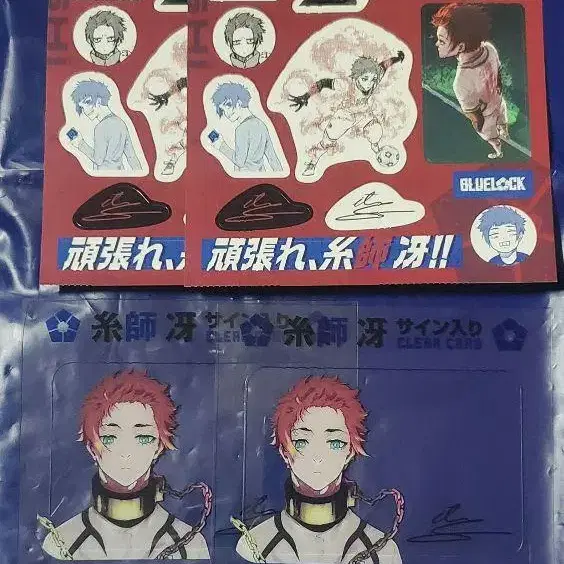 BLUELOCK
頑張れ、糸
頑張れ、糸師 冴!!
糸師 冴 サイン入り
CLEAR CARD
糸師 冴 サイン入り
CLEAR CARD